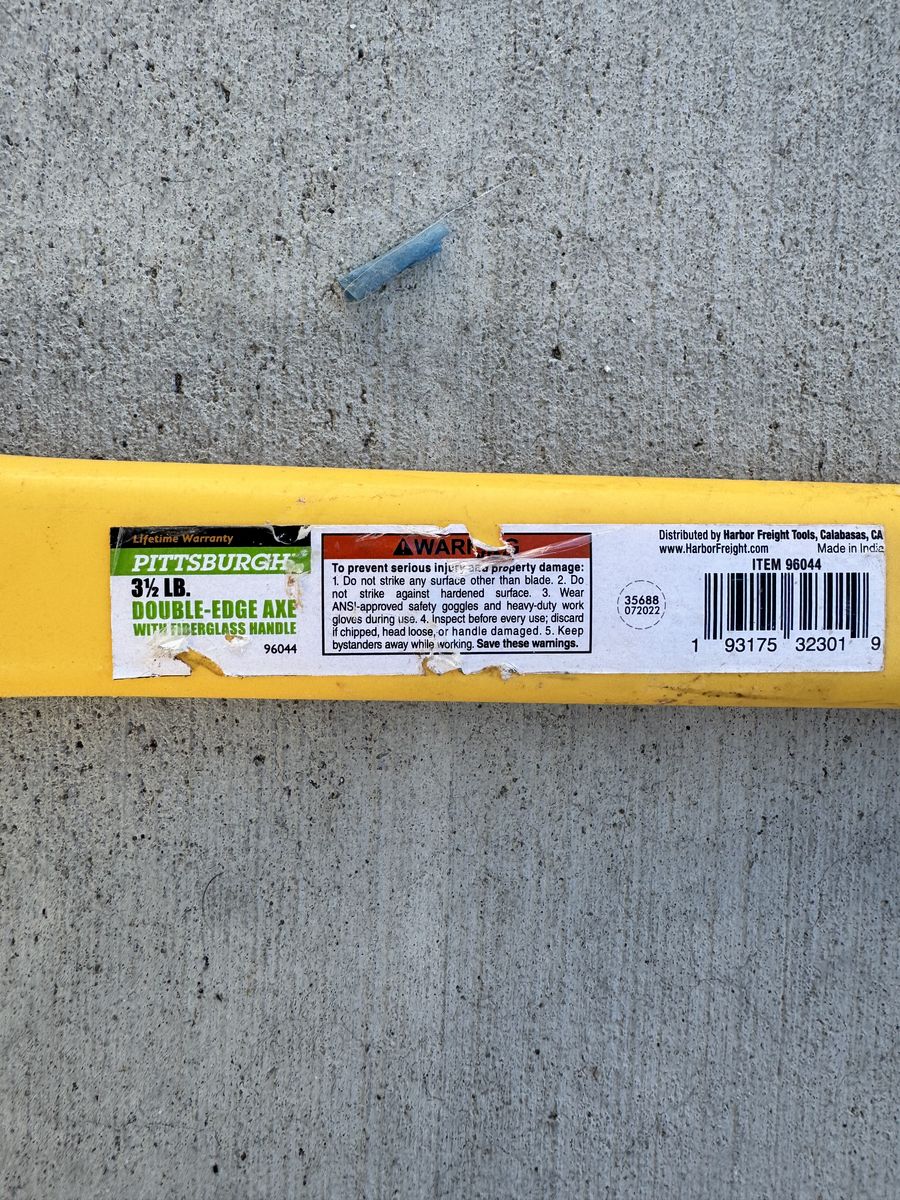 Lifetime Warranty
PITTSBURGH
3½ LB.
DOUBLE-EDGE AXE
WITH FIBERGLASS HANDLE
96044
To prevent serious injury and property damage:
1. Do not strike any surface other than blade. 2. Do
not strike against hardened surface. 3. Wear
ANSI-approved safety goggles and heavy-duty work
gloves during use. 4. Inspect before every use; discard
if chipped, head loose, or handle damaged. 5. Keep
bystanders away while working. Save these warnings.
35688
072022
Distributed by Harbor Freight Tools, Calabasas, CA
www.HarborFreight.com Made in India
ITEM 96044
1 93175 32301 9